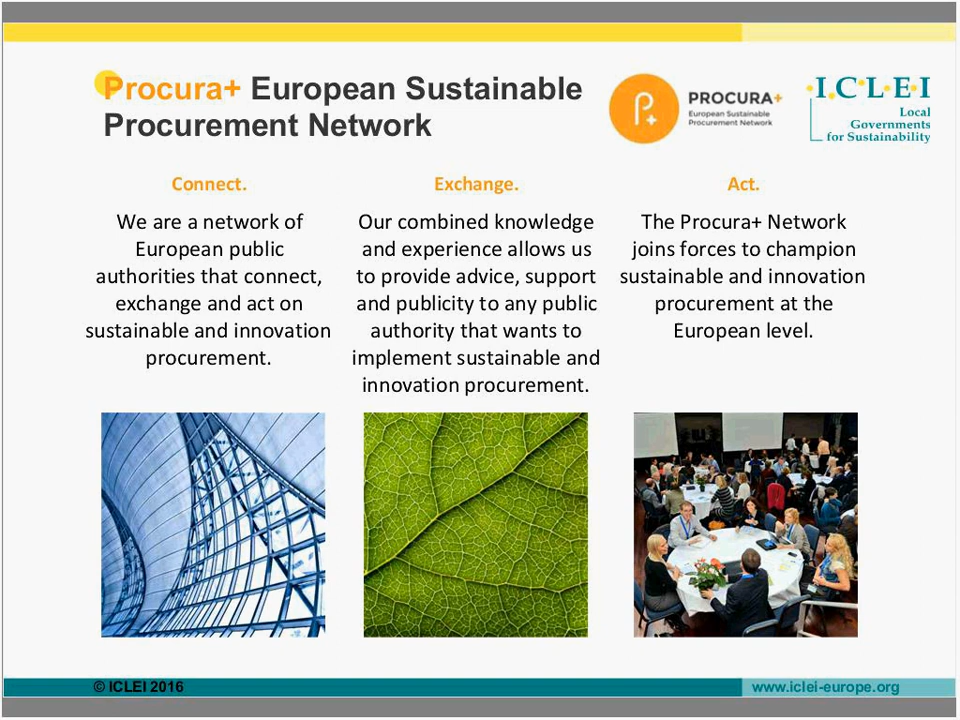 Procura+ European Sustainable
Procurement Network
PROCURA+
European Sustainable
Procurement Network
I.C.L.E.I
Local
Governments
for Sustainability
Connect.
We are a network of
European public
authorities that connect,
exchange and act on
sustainable and innovation
procurement.
Exchange.
Our combined knowledge
and experience allows us
to provide advice, support
and publicity to any public
authority that wants to
implement sustainable and
innovation procurement.
Act.
The Procura+ Network
joins forces to champion
sustainable and innovation
procurement at the
European level.
© ICLEI 2016
www.iclei-europe.org